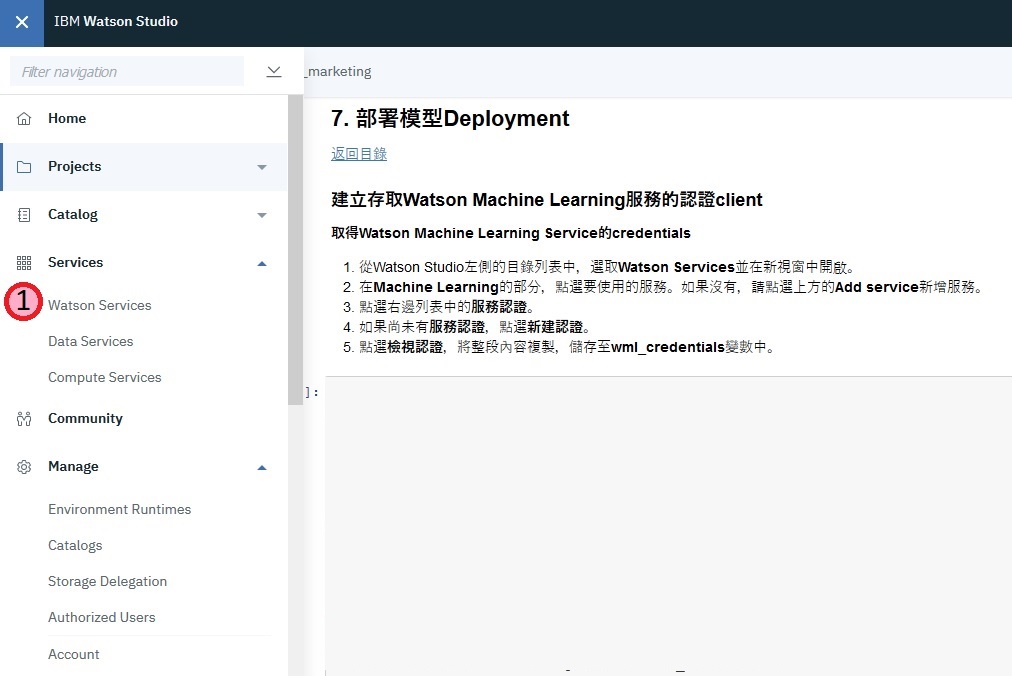 IBM Watson Studio
Filter navigation
_marketing
Home
Projects
Catalog
Services
1
Watson Services
Data Services
Compute Services
Community
Manage
Environment Runtimes
Catalogs
Storage Delegation
Authorized Users
Account
7. 部署模型Deployment
返回目錄
建立存取Watson Machine Learning服務的認證client
取得Watson Machine Learning Service的credentials
1. 從Watson Studio左側的目錄列表中，選取Watson Services並在新視窗中開啟。
2. 在Machine Learning的部分，點選要使用的服務。如果沒有，請點選上方的Add service新增服務。
3. 點選右邊列表中的服務認證。
4. 如果尚未有服務認證，點選新建認證。
5. 點選檢視認證，將整段內容複製，儲存至wml_credentials變數中。
]: